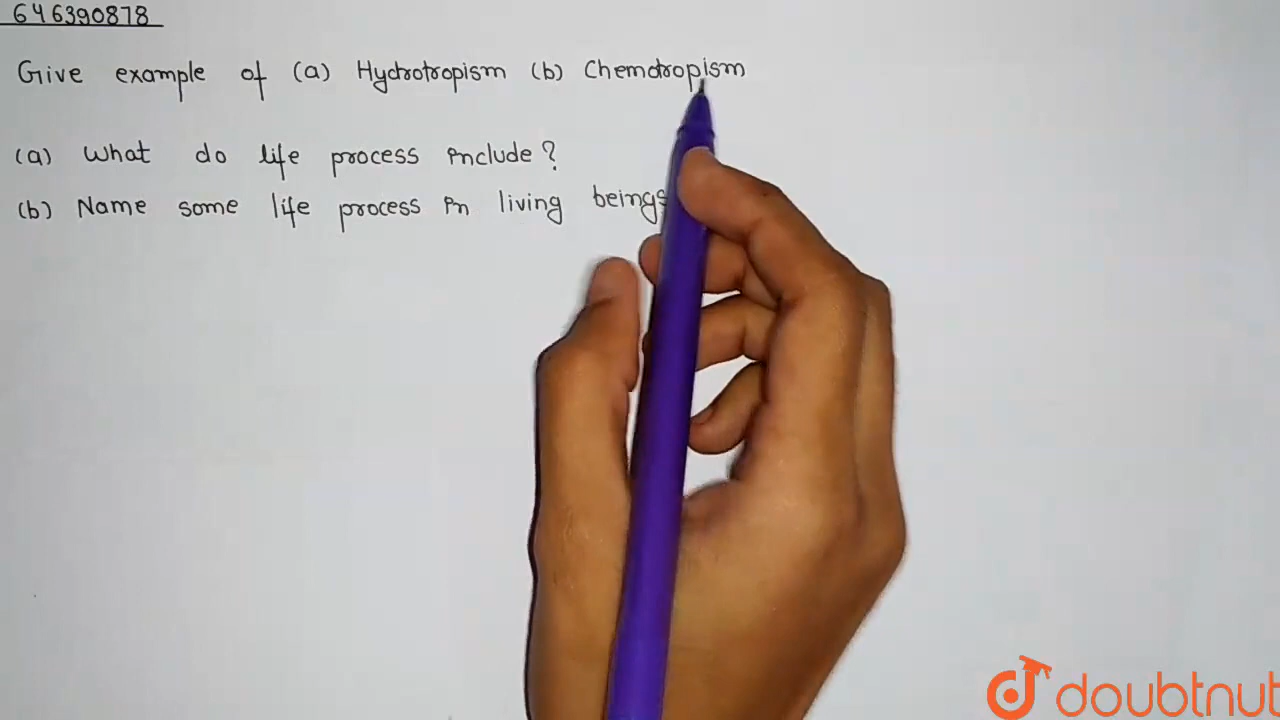 646390878
Give example of (a) Hydrotropism (b) Chemotropism
(a) What do life process include?
(b) Name some life process in living beings
doubtnut